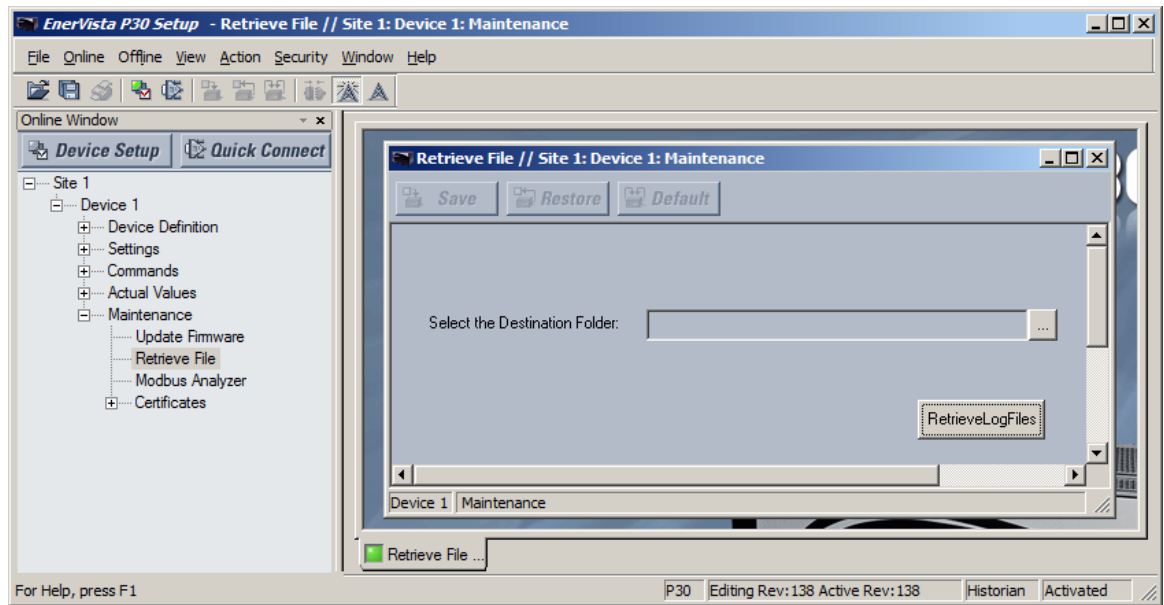 EnerVista P30 Setup - Retrieve File // Site 1: Device 1: Maintenance
File Online Offline View Action Security Window Help
Online Window
Device Setup Quick Connect
Site 1
Device 1
Device Definition
Settings
Commands
Actual Values
Maintenance
Update Firmware
Retrieve File
Modbus Analyzer
Certificates
Retrieve File // Site 1: Device 1: Maintenance
Save Restore Default
Select the Destination Folder: ...
RetrieveLogFiles
Device 1 Maintenance
Retrieve File ...
For Help, press F1 P30 Editing Rev:138 Active Rev:138 Historian Activated